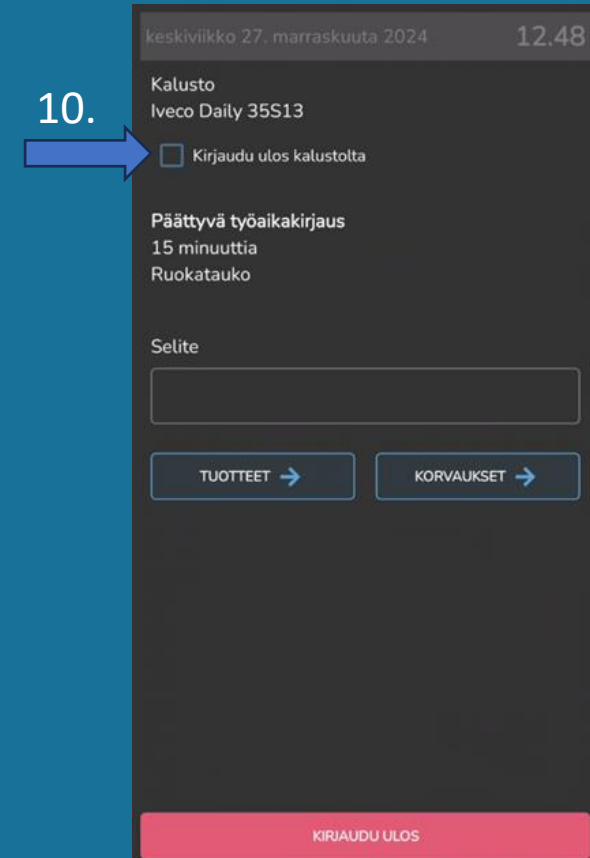 keskiviikko 27. marraskuuta 2024 12.48
Kalusto
Iveco Daily 35S13
10.
Kirjaudu ulos kalustolta
Päättyvä työaikakirjaus
15 minuuttia
Ruokatauko
Selite
TUOTTEET → KORVAUKSET →
KIRJAUDU ULOS